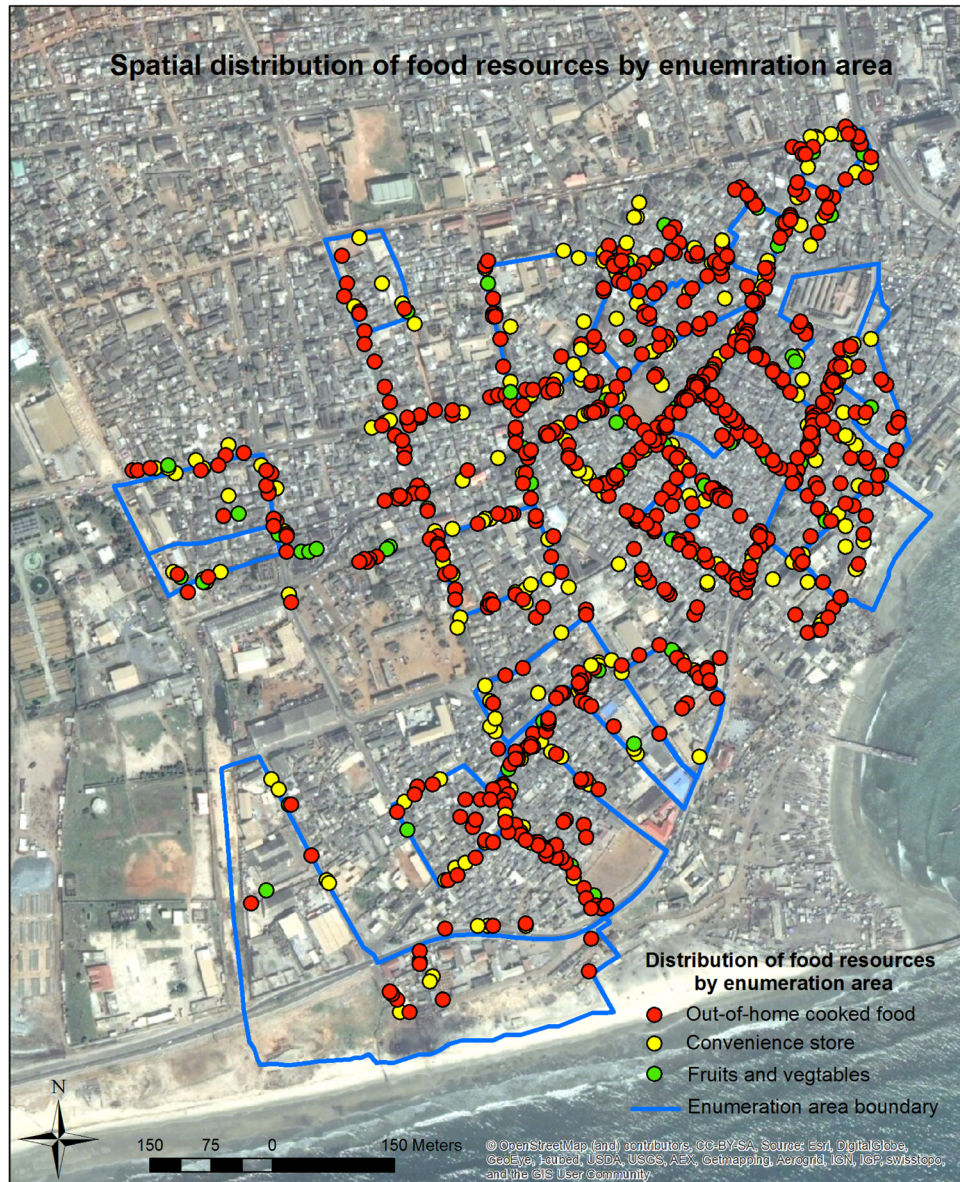 Spatial distribution of food resources by enuemration area
Distribution of food resources
by enumeration area
Out-of-home cooked food
Convenience store
Fruits and vegtables
Enumeration area boundary
N
150 75 0 150 Meters
© OpenStreetMap (and) contributors, CC-BY-SA, Source: Esri, DigitalGlobe,
GeoEye, i-cubed, USDA, USGS, AEX, Getmapping, Aerogrid, IGN, IGP, swisstopo,
and the GIS User Community